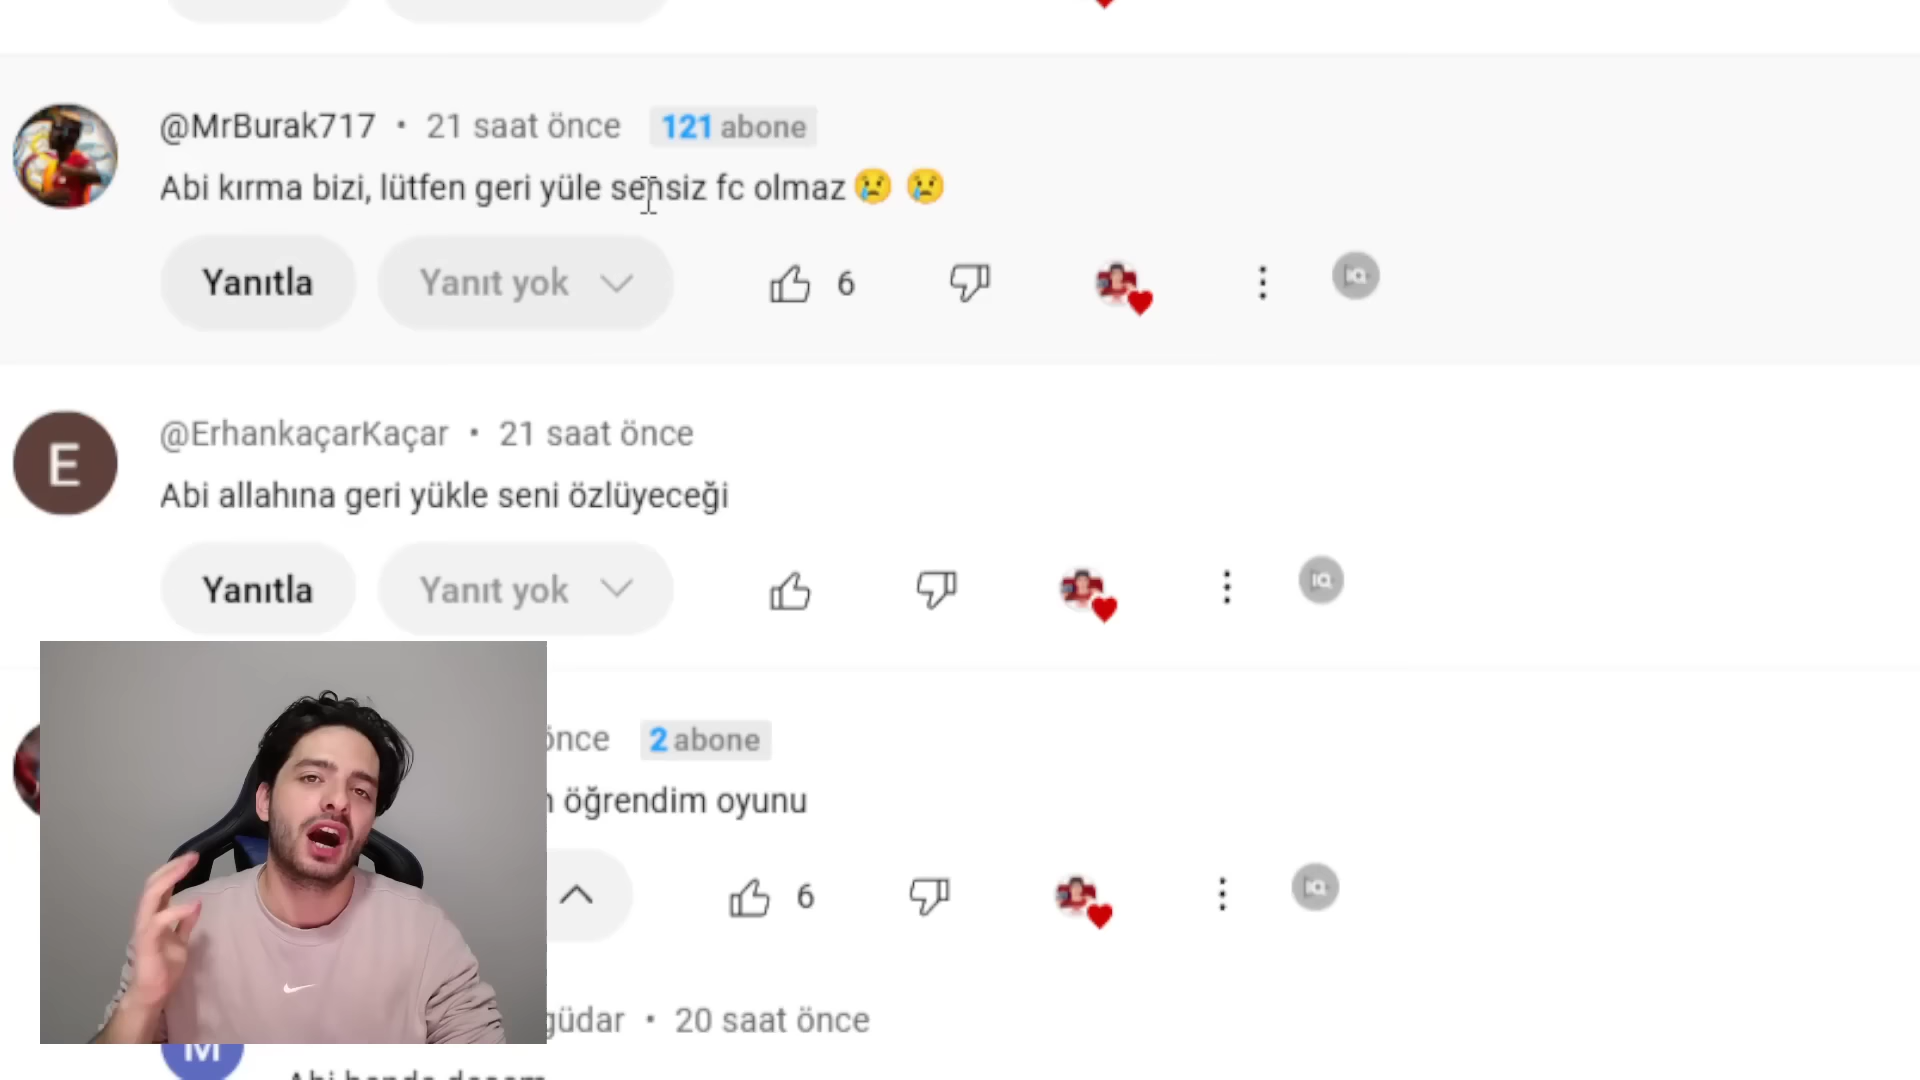 @MrBurak717 • 21 saat önce 121 abone
Abi kırma bizi, lütfen geri yüle sensiz fc olmaz 😢 😢
Yanıtla Yanıt yok 6
@ErhankaçarKaçar • 21 saat önce
Abi allahına geri yükle seni özlüyeceği
Yanıtla Yanıt yok
önce 2 abone
öğrendim oyunu
6
güdar • 20 saat önce
M